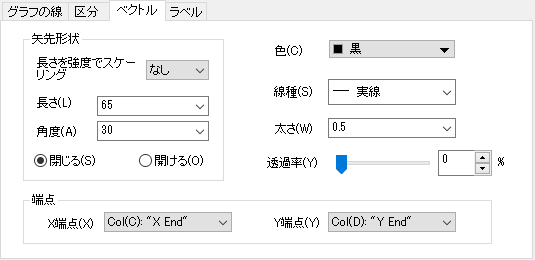 グラフの線 区分 ベクトル ラベル
矢先形状
長さを強度でスケーリング なし
長さ(L) 65
角度(A) 30
閉じる(S) 開ける(O)
色(C) 黒
線種(S) 実線
太さ(W) 0.5
透過率(Y) 0 %
端点
X端点(X) Col(C): "X End" Y端点(Y) Col(D): "Y End"